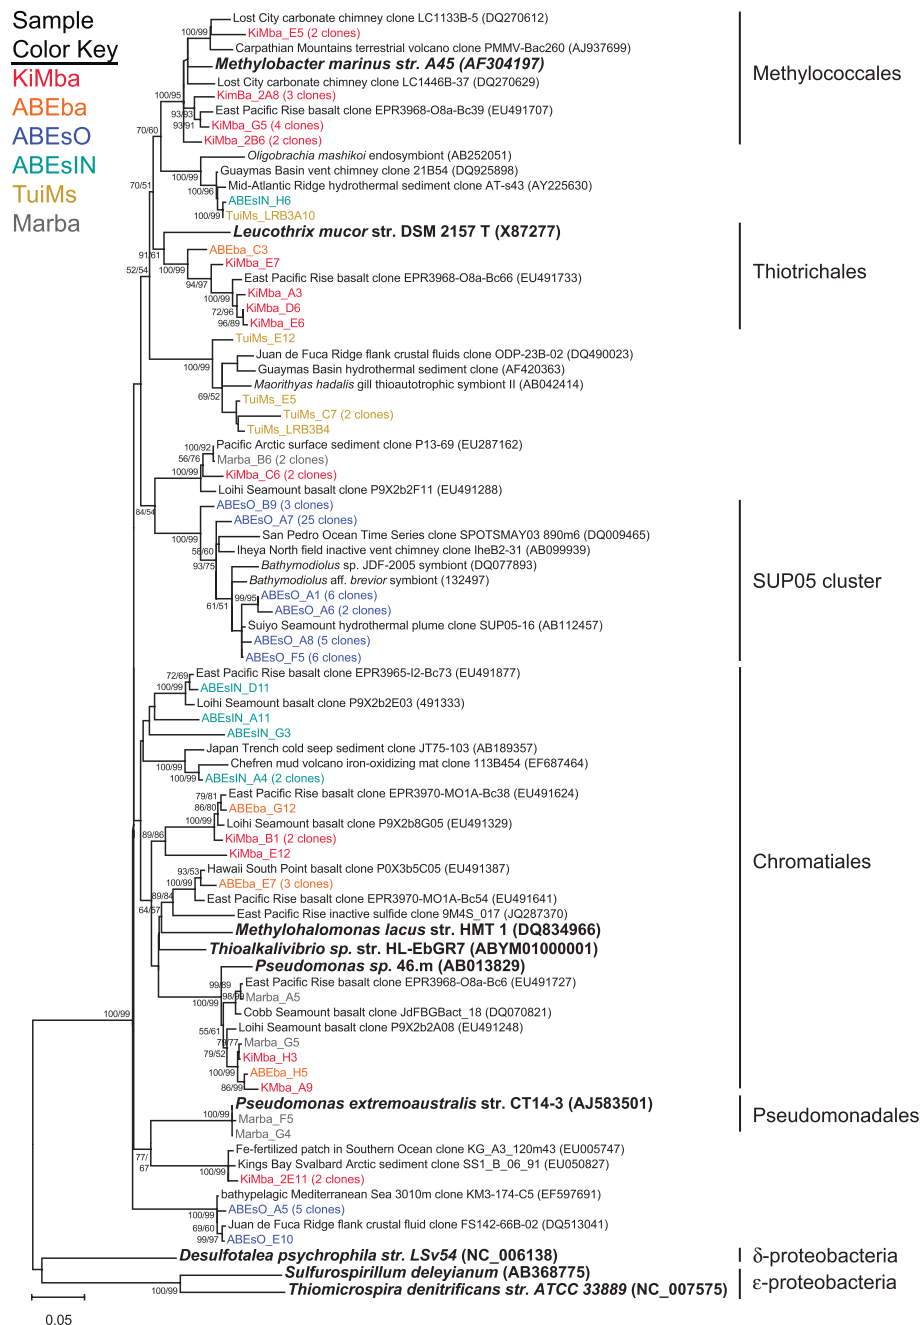 Sample
Color Key
KiMba
ABEba
ABEsO
ABEsIN
TuiMs
Marba
Lost City carbonate chimney clone LC1133B-5 (DQ270612)
100/99
KiMba_E5 (2 clones)
Carpathian Mountains terrestrial volcano clone PMMV-Bac260 (AJ937699)
Methylobacter marinus str. A45 (AF304197)
Methylococcales
Lost City carbonate chimney clone LC1446B-37 (DQ270629)
100/95
KimBa_2A8 (3 clones)
93/93
East Pacific Rise basalt clone EPR3968-O8a-Bc39 (EU491707)
93/91
KiMba_G5 (4 clones)
70/60
KiMba_2B6 (2 clones)
Oligobrachia mashikoi endosymbiont (AB252051)
100/99
Guaymas Basin vent chimney clone 21B54 (DQ925898)
70/51
100/96
Mid-Atlantic Ridge hydrothermal sediment clone AT-s43 (AY225630)
ABEsIN_H6
100/99
TuiMs_LRB3A10
Leucothrix mucor str. DSM 2157 T (X87277)
91/61
ABEba_C3
52/54
100/99
KiMba_E7
Thiotrichales
94/97
East Pacific Rise basalt clone EPR3968-O8a-Bc66 (EU491733)
100/99
KiMba_A3
72/96
KiMba_D6
96/89
KiMba_E6
TuiMs_E12
100/99
Juan de Fuca Ridge flank crustal fluids clone ODP-23B-02 (DQ490023)
Guaymas Basin hydrothermal sediment clone (AF420363)
Maorithyas hadalis gill thioautotrophic symbiont II (AB042414)
69/52
TuiMs_E5
TuiMs_C7 (2 clones)
TuiMs_LRB3B4
100/92
Pacific Arctic surface sediment clone P13-69 (EU287162)
56/76
Marba_B6 (2 clones)
100/99
KiMba_C6 (2 clones)
Loihi Seamount basalt clone P9X2b2F11 (EU491288)
84/54
ABEsO_B9 (3 clones)
ABEsO_A7 (25 clones)
100/99
San Pedro Ocean Time Series clone SPOTSMAY03 890m6 (DQ009465)
58/60
Iheya North field inactive vent chimney clone IheB2-31 (AB099939)
93/75
Bathymodiolus sp. JDF-2005 symbiont (DQ077893)
Bathymodiolus aff. brevior symbiont (132497)
SUP05 cluster
61/51
99/95
ABEsO_A1 (6 clones)
ABEsO_A6 (2 clones)
Suiyo Seamount hydrothermal plume clone SUP05-16 (AB112457)
ABEsO_A8 (5 clones)
ABEsO_F5 (6 clones)
72/69
East Pacific Rise basalt clone EPR3965-I2-Bc73 (EU491877)
100/99
ABEsIN_D11
Loihi Seamount basalt clone P9X2b2E03 (491333)
ABEsIN_A11
ABEsIN_G3
Japan Trench cold seep sediment clone JT75-103 (AB189357)
100/99
Chefren mud volcano iron-oxidizing mat clone 113B454 (EF687464)
100/99
ABEsIN_A4 (2 clones)
79/81
East Pacific Rise basalt clone EPR3970-MO1A-Bc38 (EU491624)
86/80
ABEba_G12
100/99
Loihi Seamount basalt clone P9X2b8G05 (EU491329)
89/86
KiMba_B1 (2 clones)
KiMba_E12
Chromatiales
93/53
Hawaii South Point basalt clone P0X3b5C05 (EU491387)
100/99
ABEba_E7 (3 clones)
89/84
East Pacific Rise basalt clone EPR3970-MO1A-Bc54 (EU491641)
64/57
East Pacific Rise inactive sulfide clone 9M4S_017 (JQ287370)
Methylohalomonas lacus str. HMT 1 (DQ834966)
Thioalkalivibrio sp. str. HL-EbGR7 (ABYM01000001)
Pseudomonas sp. 46.m (AB013829)
99/89
East Pacific Rise basalt clone EPR3968-O8a-Bc6 (EU491727)
100/99
Marba_A5
Cobb Seamount basalt clone JdFBGBact_18 (DQ070821)
55/61
Loihi Seamount basalt clone P9X2b2A08 (EU491248)
79/77
Marba_G5
79/52
KiMba_H3
100/99
ABEba_H5
86/99
KMba_A9
100/99
Pseudomonas extremoaustralis str. CT14-3 (AJ583501)
100/99
Marba_F5
Pseudomonadales
Marba_G4
77/
67
Fe-fertilized patch in Southern Ocean clone KG_A3_120m43 (EU005747)
100/99
Kings Bay Svalbard Arctic sediment clone SS1_B_06_91 (EU050827)
KiMba_2E11 (2 clones)
bathypelagic Mediterranean Sea 3010m clone KM3-174-C5 (EF597691)
100/99
ABEsO_A5 (5 clones)
69/60
Juan de Fuca Ridge flank crustal fluid clone FS142-66B-02 (DQ513041)
99/97
ABEsO_E10
Desulfotalea psychrophila str. LSv54 (NC_006138)
δ-proteobacteria
Sulfurospirillum deleyianum (AB368775)
100/99
Thiomicrospira denitrificans str. ATCC 33889 (NC_007575)
ε-proteobacteria
0.05